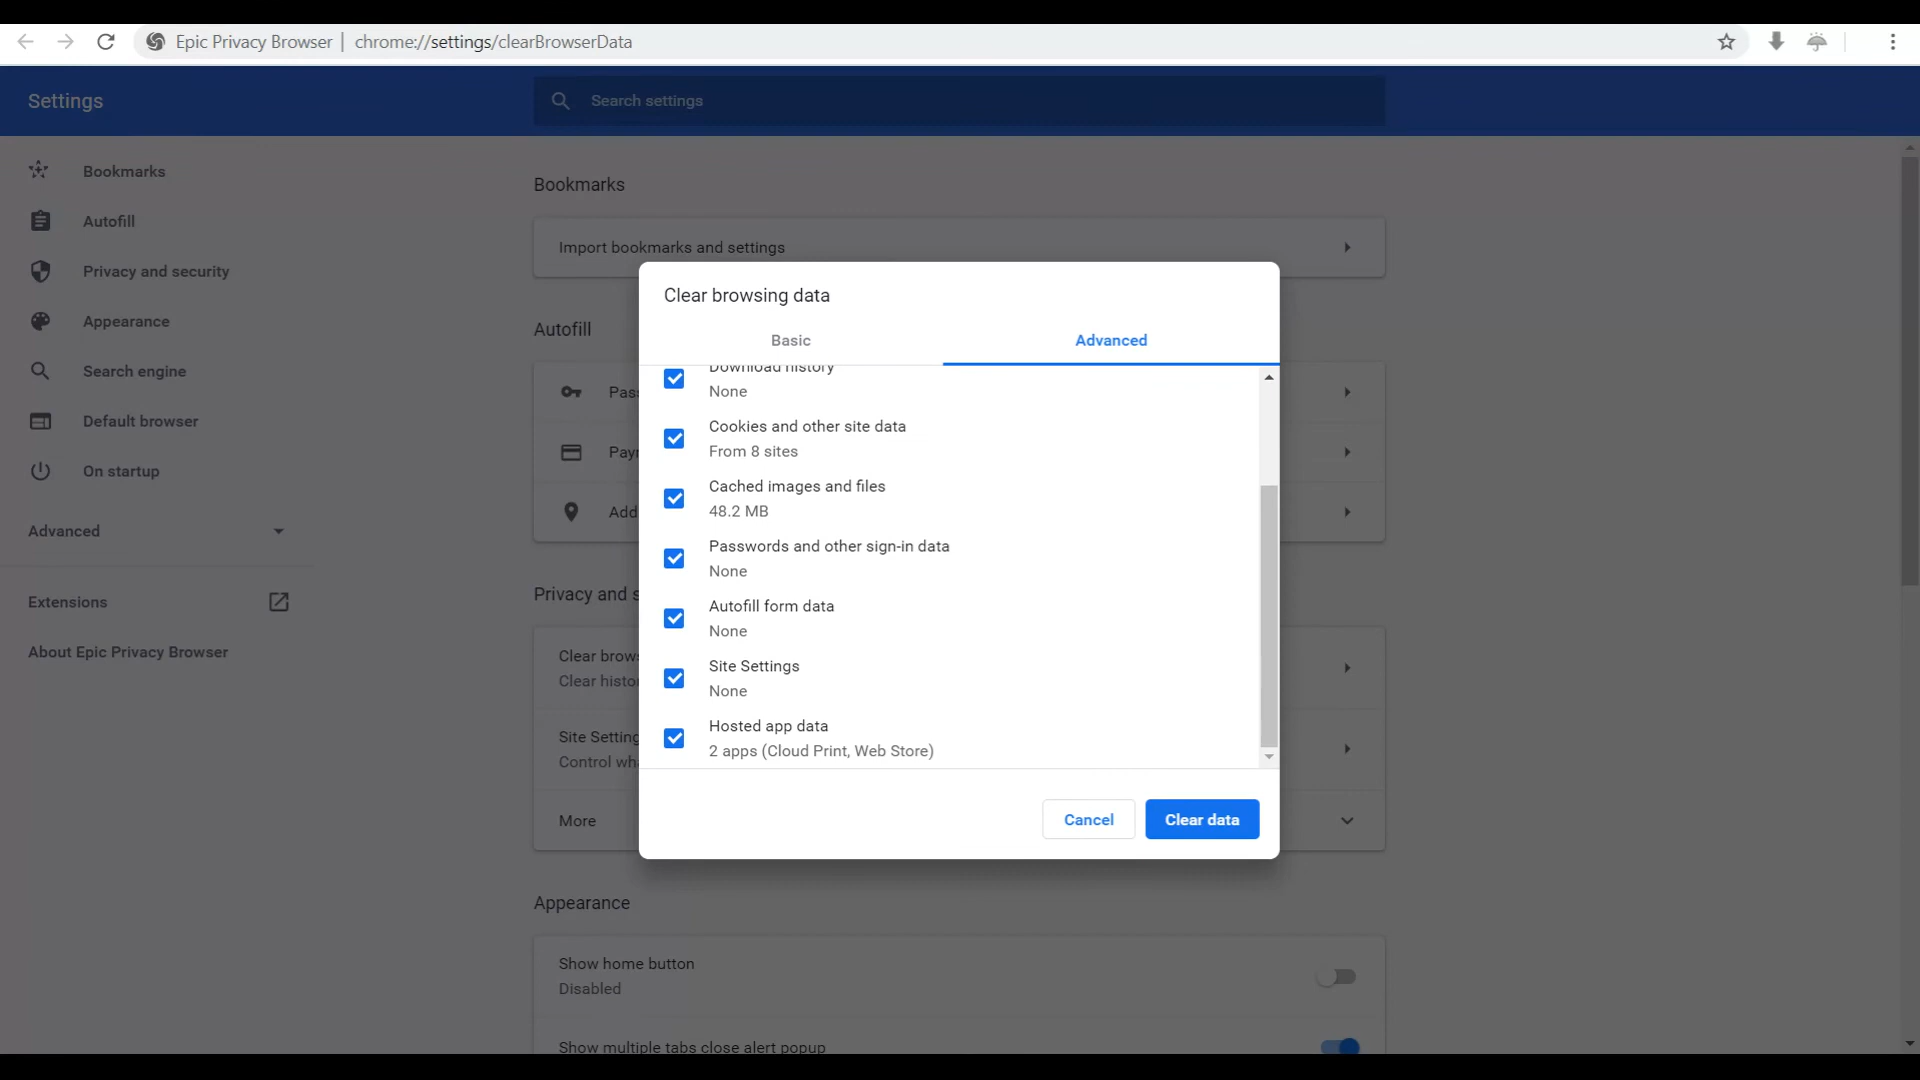 Epic Privacy Browser | chrome://settings/clearBrowserData
Settings
Search settings
Bookmarks
Autofill
Privacy and security
Appearance
Search engine
Default browser
On startup
Advanced
Extensions
About Epic Privacy Browser
Bookmarks
Import bookmarks and settings
Autofill
Pas
Pay
Add
Privacy and s
Clear brow
Clear histo
Site Setting
Control wh
More
Appearance
Show home button
Disabled
Show multiple tabs close alert popup
Clear browsing data
Basic
Advanced
Download history
None
Cookies and other site data
From 8 sites
Cached images and files
48.2 MB
Passwords and other sign-in data
None
Autofill form data
None
Site Settings
None
Hosted app data
2 apps (Cloud Print, Web Store)
Cancel
Clear data